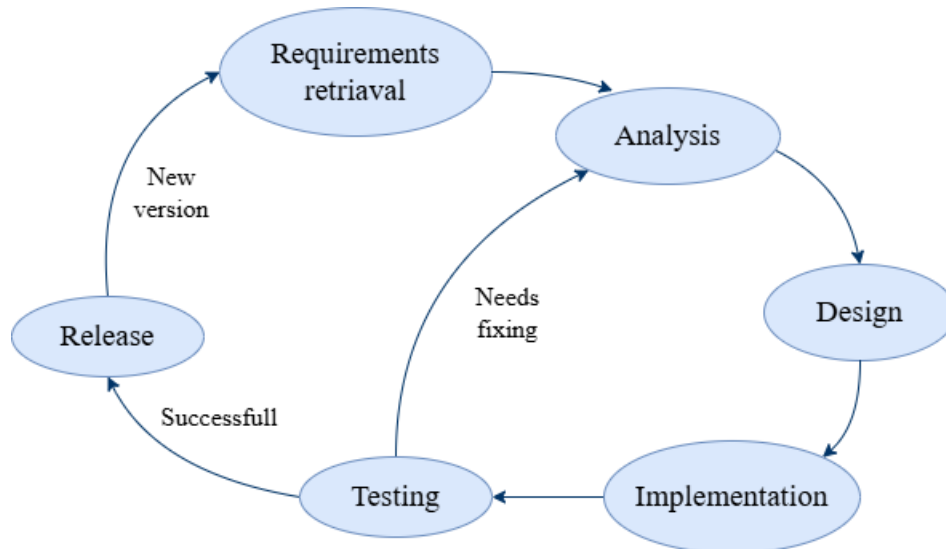 Requirements
retriaval
Analysis
New
version
Needs
fixing
Design
Release
Successfull
Testing
Implementation